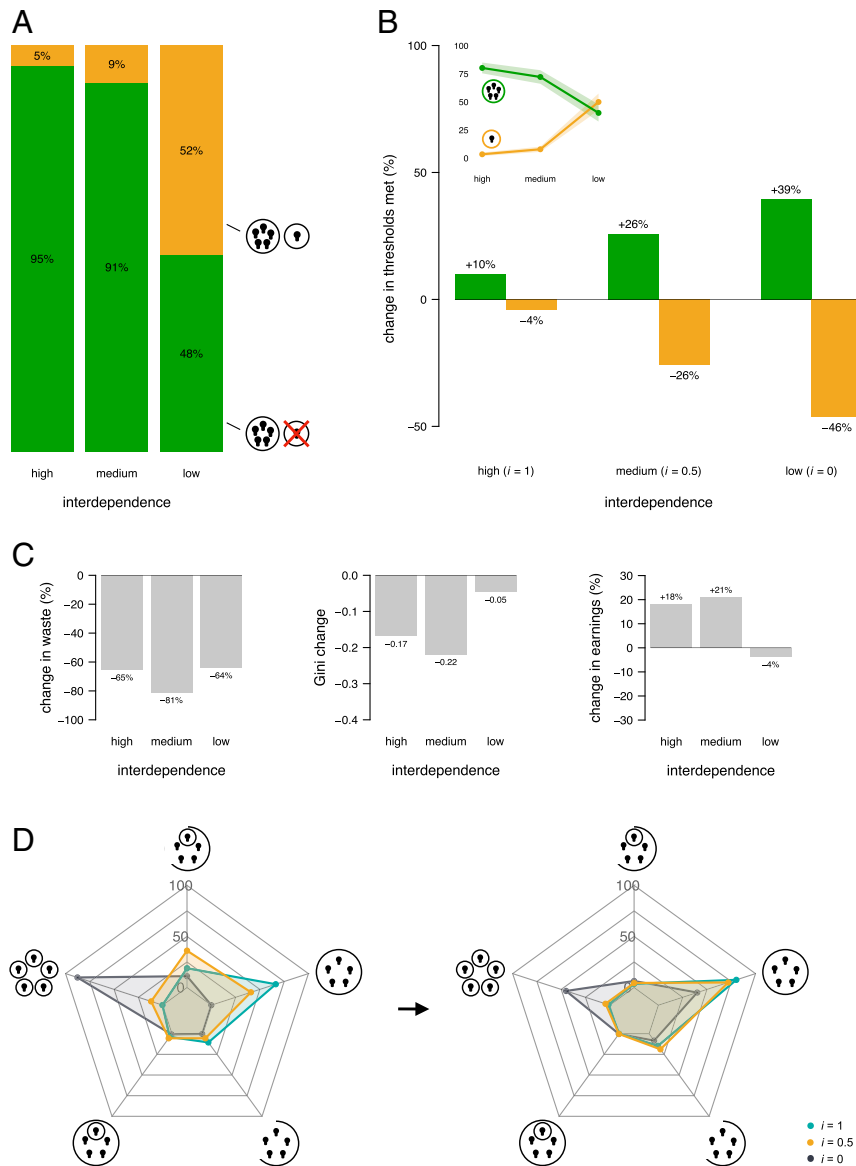 A
5%
9%
52%
95%
91%
48%
high
medium
low
interdependence
B
change in thresholds met (%)
100
50
0
−50
100
75
50
25
0
high
medium
low
+10%
−4%
+26%
−26%
+39%
−46%
high (i = 1)
medium (i = 0.5)
low (i = 0)
interdependence
C
change in waste (%)
0
−20
−40
−60
−80
−100
−65%
−81%
−64%
high
medium
low
interdependence
Gini change
0.0
−0.1
−0.2
−0.3
−0.4
−0.17
−0.22
−0.05
high
medium
low
interdependence
change in earnings (%)
30
20
10
0
−10
−20
−30
+18%
+21%
−4%
high
medium
low
interdependence
D
100
50
0
100
50
0
i = 1
i = 0.5
i = 0